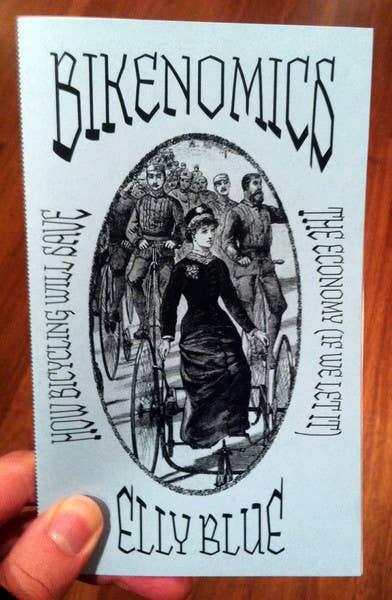 BIKENOMICS
HOW BICYCLING WILL SAVE
THE ECONOMY (IF WE LET IT)
ELLY BLUE